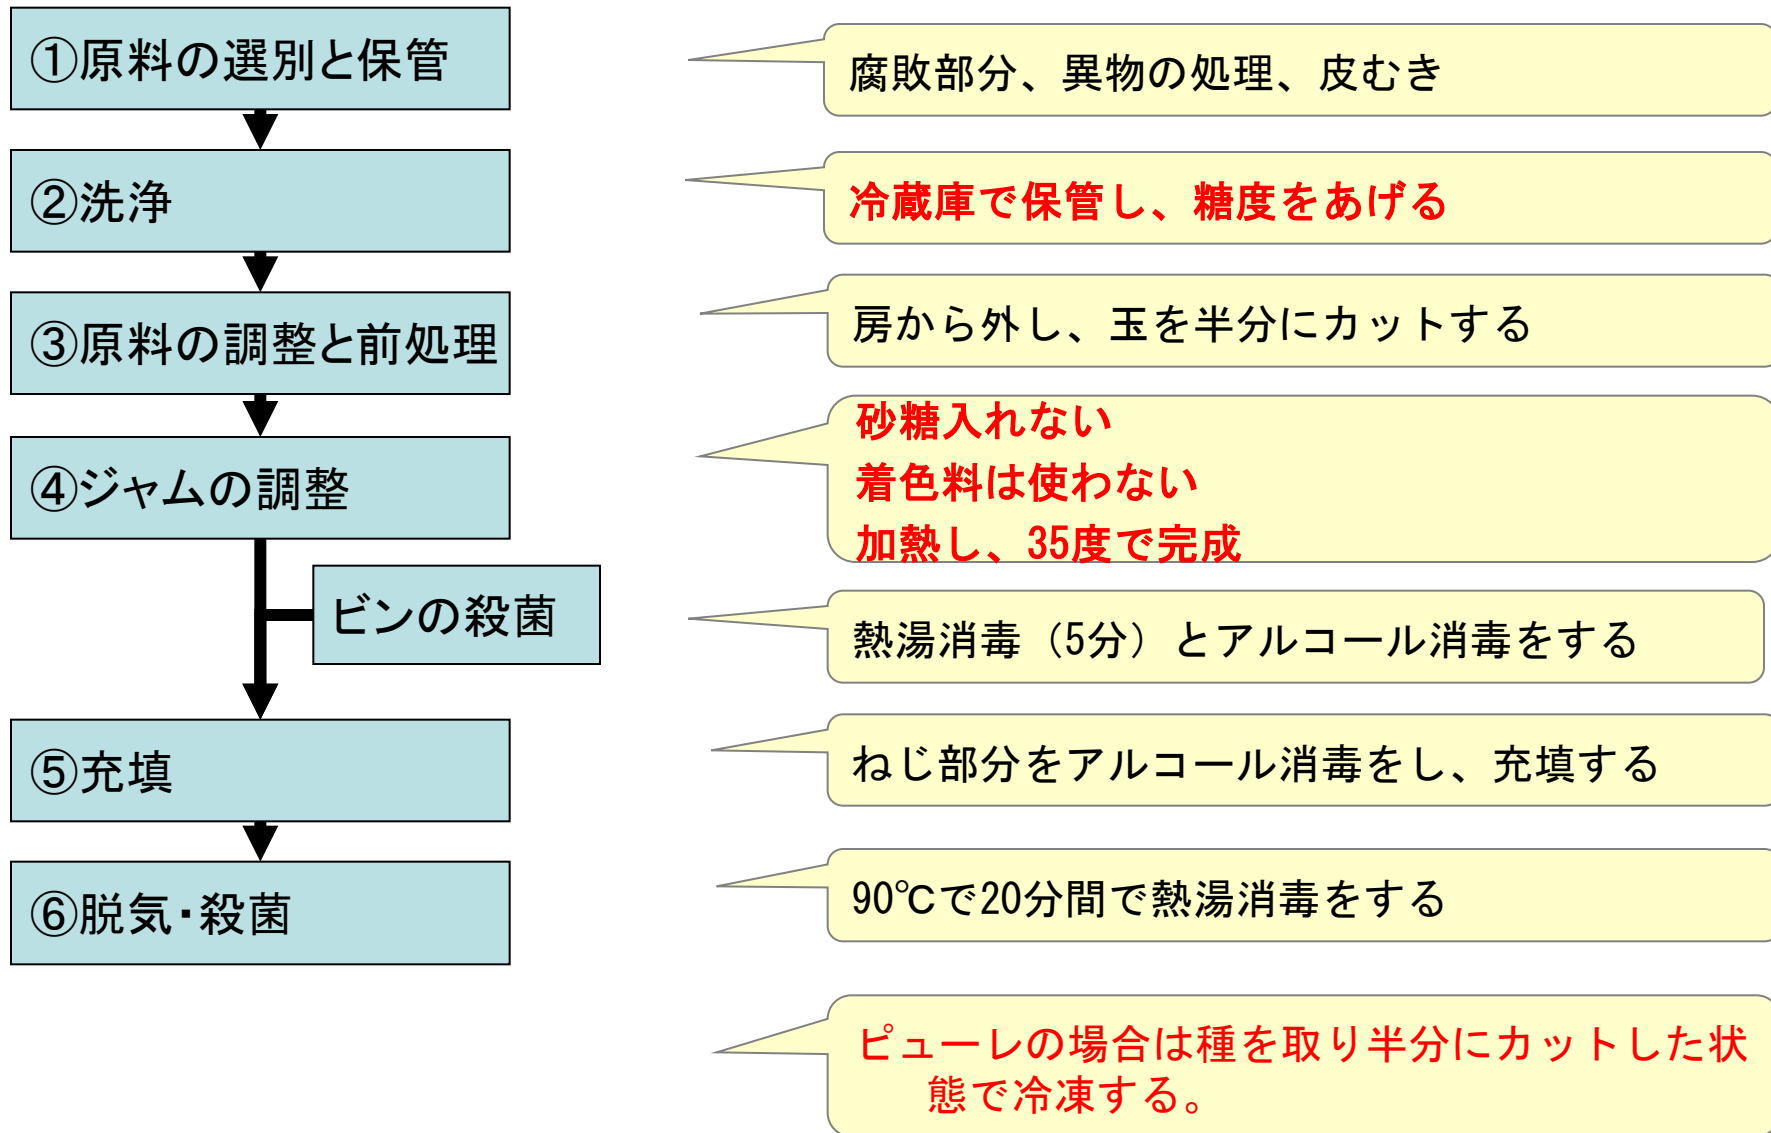 ①原料の選別と保管
腐敗部分、異物の処理、皮むき
②洗浄
冷蔵庫で保管し、糖度をあげる
③原料の調整と前処理
房から外し、玉を半分にカットする
④ジャムの調整
砂糖入れない
着色料は使わない
加熱し、35度で完成
ビンの殺菌
熱湯消毒（5分）とアルコール消毒をする
⑤充填
ねじ部分をアルコール消毒をし、充填する
⑥脱気・殺菌
90℃で20分間で熱湯消毒をする
ピューレの場合は種を取り半分にカットした状
態で冷凍する。